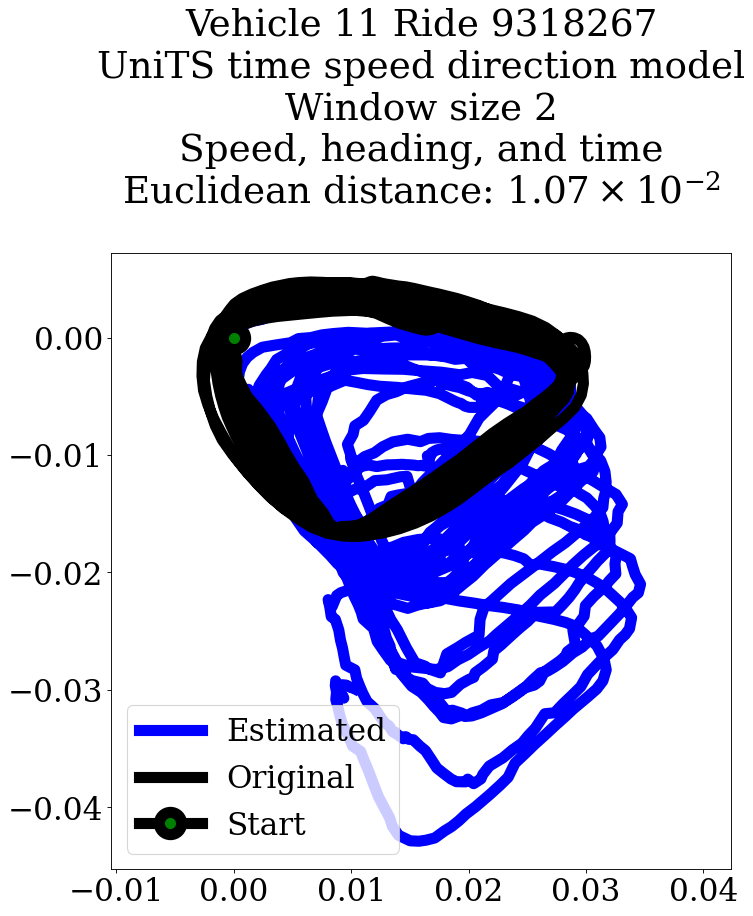 Vehicle 11 Ride 9318267
UniTS time speed direction model
Window size 2
Speed, heading, and time
Euclidean distance: 1.07 × 10⁻²
0.00
−0.01
−0.02
−0.03
−0.04
Estimated
Original
Start
−0.01 0.00 0.01 0.02 0.03 0.04